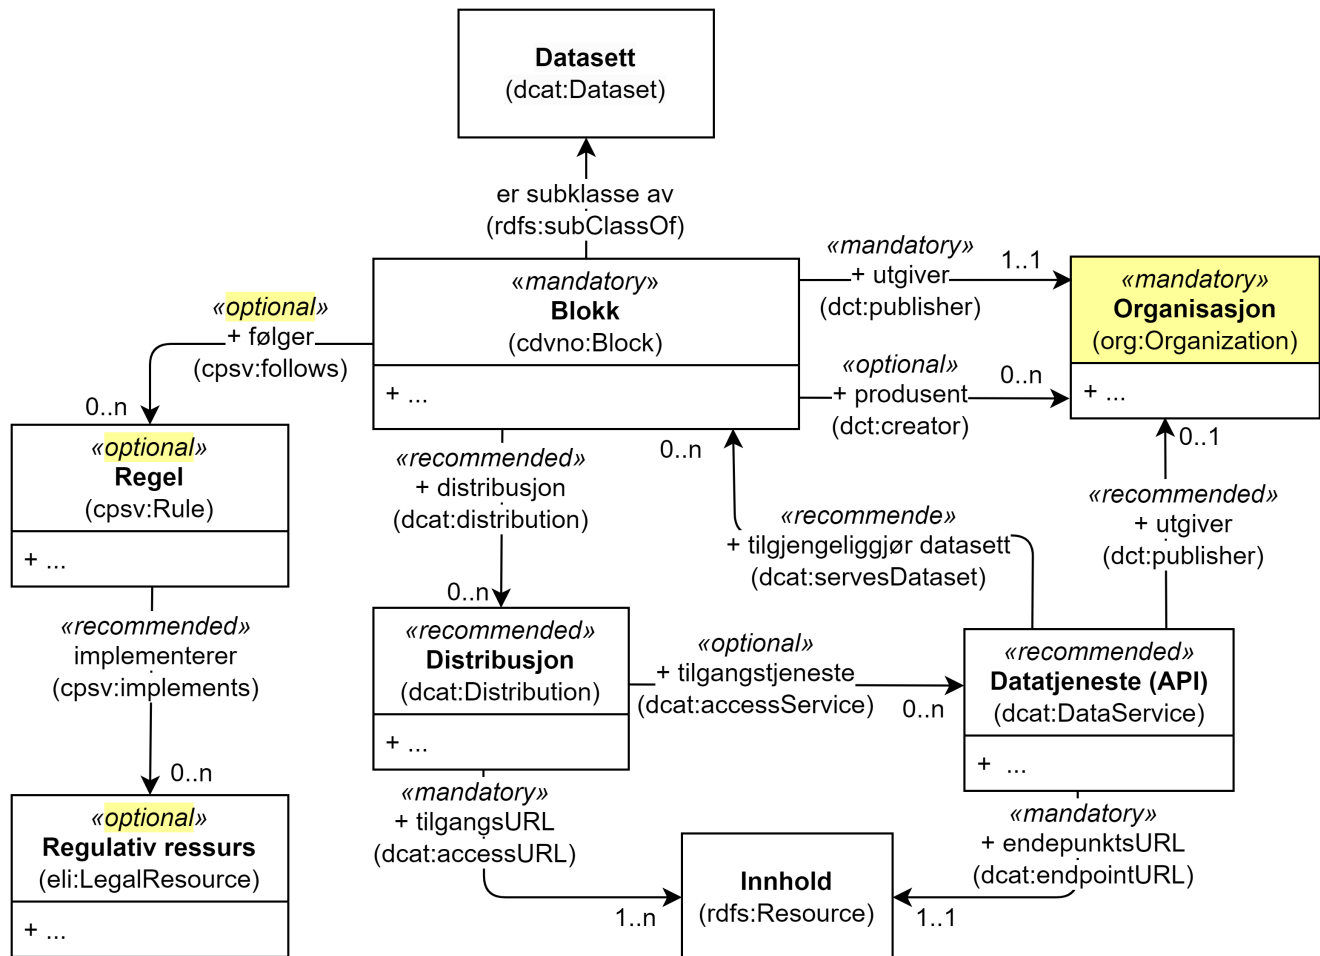 Datasett
(dcat:Dataset)
er subklasse av
(rdfs:subClassOf)
«mandatory»
Blokk
(cdvno:Block)
+ ...
«mandatory»
+ utgiver
(dct:publisher)
1..1
«mandatory»
Organisasjon
(org:Organization)
+ ...
«optional»
+ produsent
(dct:creator)
0..n
«optional»
+ følger
(cpsv:follows)
0..n
«optional»
Regel
(cpsv:Rule)
+ ...
«recommended»
+ distribusjon
(dcat:distribution)
0..n
0..n
«recommende»
+ tilgjengeliggjør datasett
(dcat:servesDataset)
0..1
«recommended»
+ utgiver
(dct:publisher)
«recommended»
implementerer
(cpsv:implements)
0..n
«recommended»
Distribusjon
(dcat:Distribution)
+ ...
«optional»
+ tilgangstjeneste
(dcat:accessService)
0..n
«recommended»
Datatjeneste (API)
(dcat:DataService)
+ ...
«optional»
Regulativ ressurs
(eli:LegalResource)
+ ...
«mandatory»
+ tilgangsURL
(dcat:accessURL)
1..n
Innhold
(rdfs:Resource)
«mandatory»
+ endepunktsURL
(dcat:endpointURL)
1..1